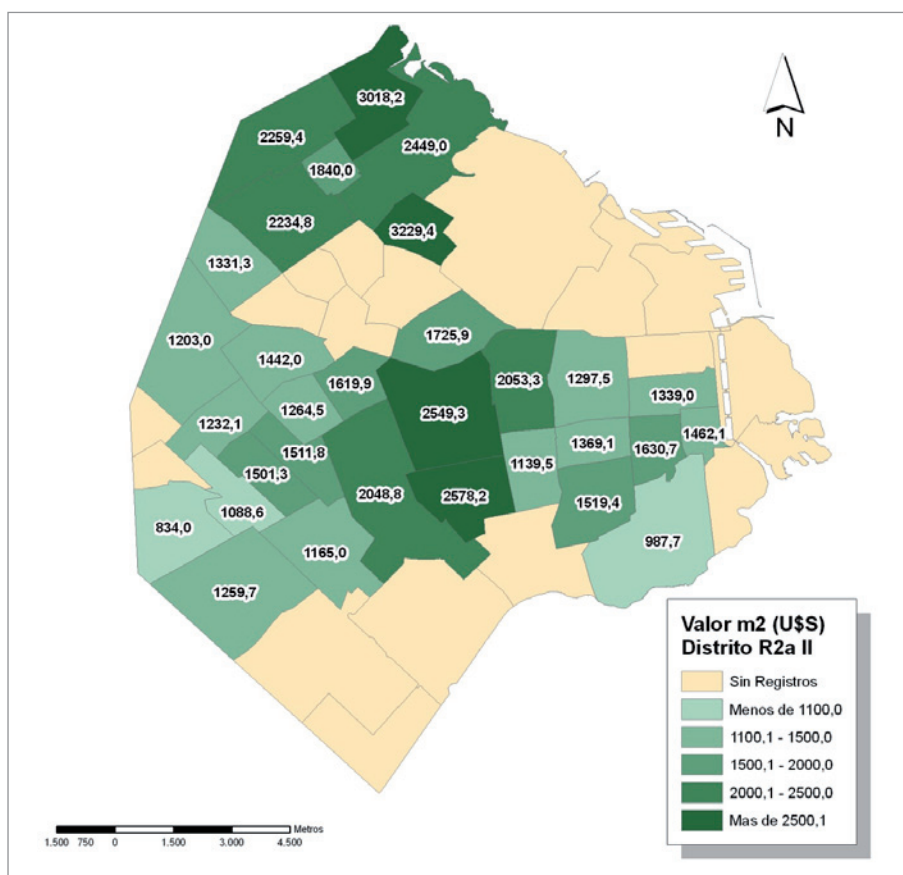 N
3018,2
2259,4
2449,0
1840,0
2234,8
3229,4
1331,3
1203,0
1725,9
1442,0
1619,9
2053,3
1297,5
2549,3
1339,0
1264,5
1232,1
1462,1
1511,8
1369,1
1630,7
1501,3
1139,5
2048,8
2578,2
1519,4
1088,6
834,0
987,7
1165,0
1259,7
Valor m2 (U$S)
Distrito R2a II
Sin Registros
Menos de 1100,0
1100,1 - 1500,0
1500,1 - 2000,0
2000,1 - 2500,0
Mas de 2500,1
Metros
1.500 750 0 1.500 3.000 4.500